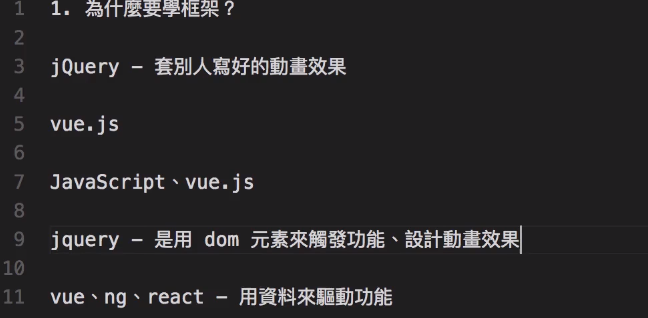 1 1. 為什麼要學框架？
2
3 jQuery - 套別人寫好的動畫效果
4
5 vue.js
6
7 JavaScript、vue.js
8
9 jquery - 是用 dom 元素來觸發功能、設計動畫效果
10
11 vue、ng、react - 用資料來驅動功能